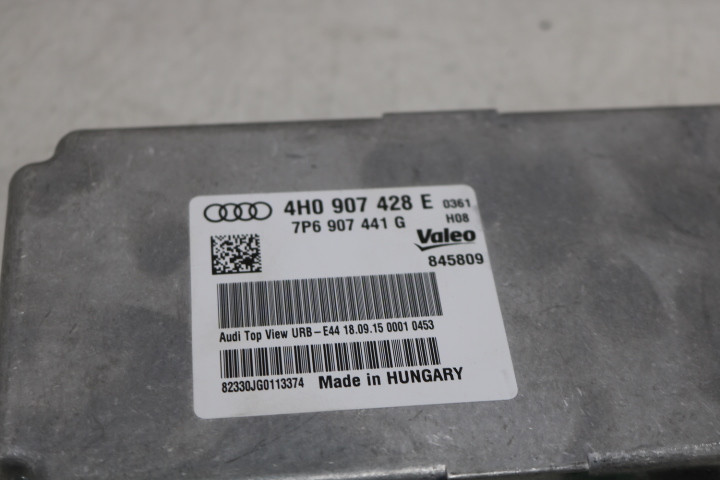 4H0 907 428 E 0361
7P6 907 441 G H08
Valeo
845809
Audi Top View URB-E44 18.09.15 0001 0453
82330JG0113374 Made in HUNGARY